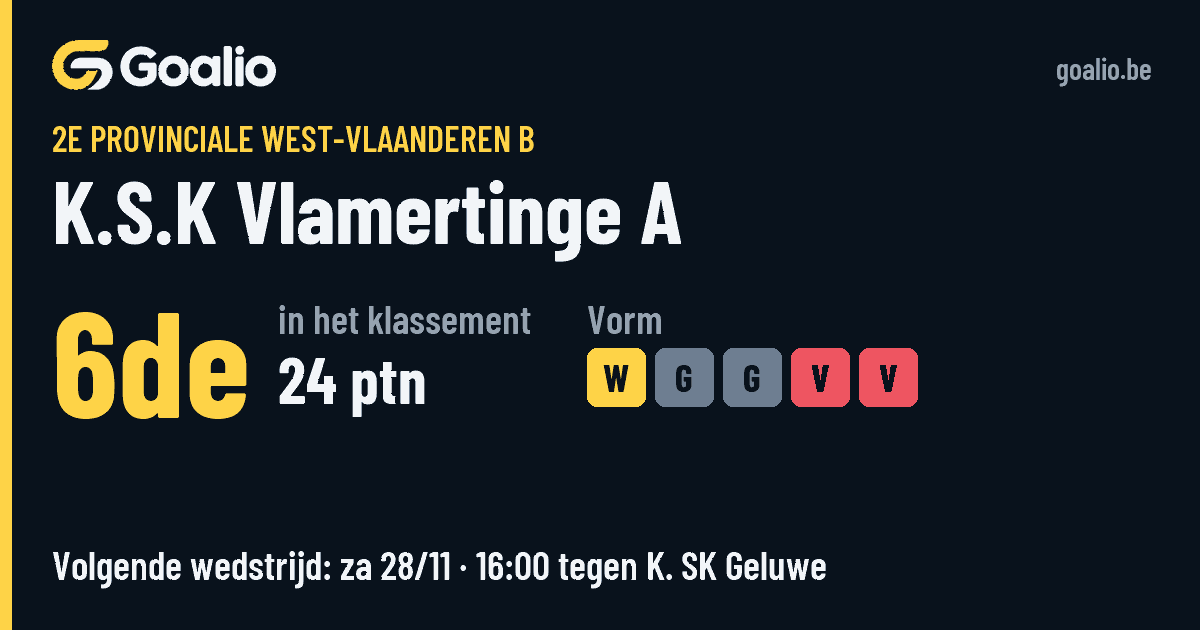 Goalio
goalio.be
2E PROVINCIALE WEST-VLAANDEREN B
K.S.K Vlamertinge A
6de
in het klassement
24 ptn
Vorm
W G G V V
Volgende wedstrijd: za 28/11 · 16:00 tegen K. SK Geluwe